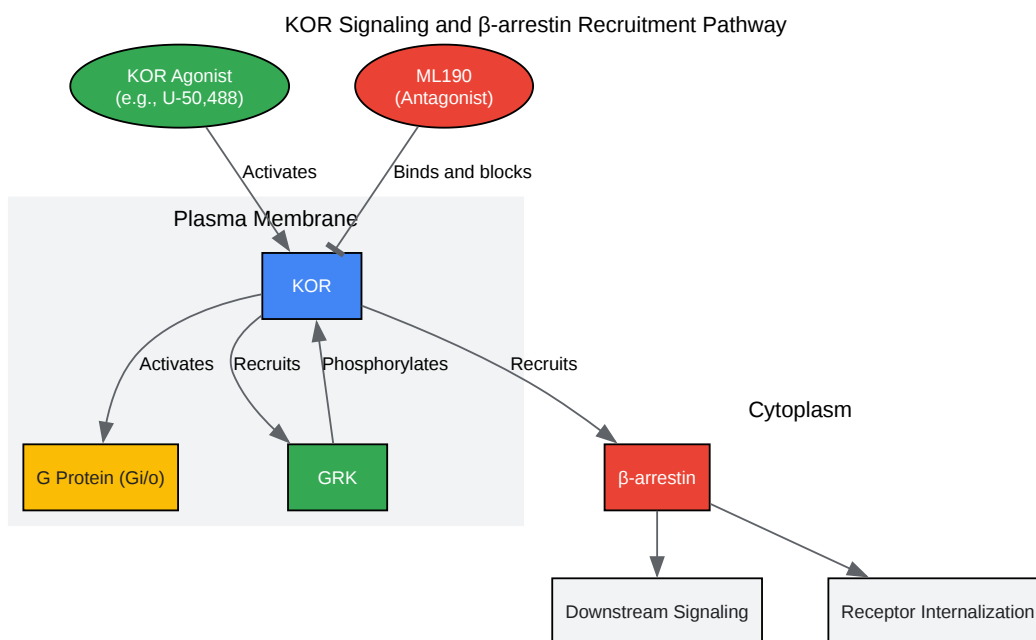 KOR Signaling and β-arrestin Recruitment Pathway
KOR Agonist
(e.g., U-50,488)
ML190
(Antagonist)
Activates
Binds and blocks
Plasma Membrane
KOR
Activates
Recruits
Phosphorylates
Recruits
Cytoplasm
G Protein (Gi/o)
GRK
β-arrestin
Downstream Signaling
Receptor Internalization